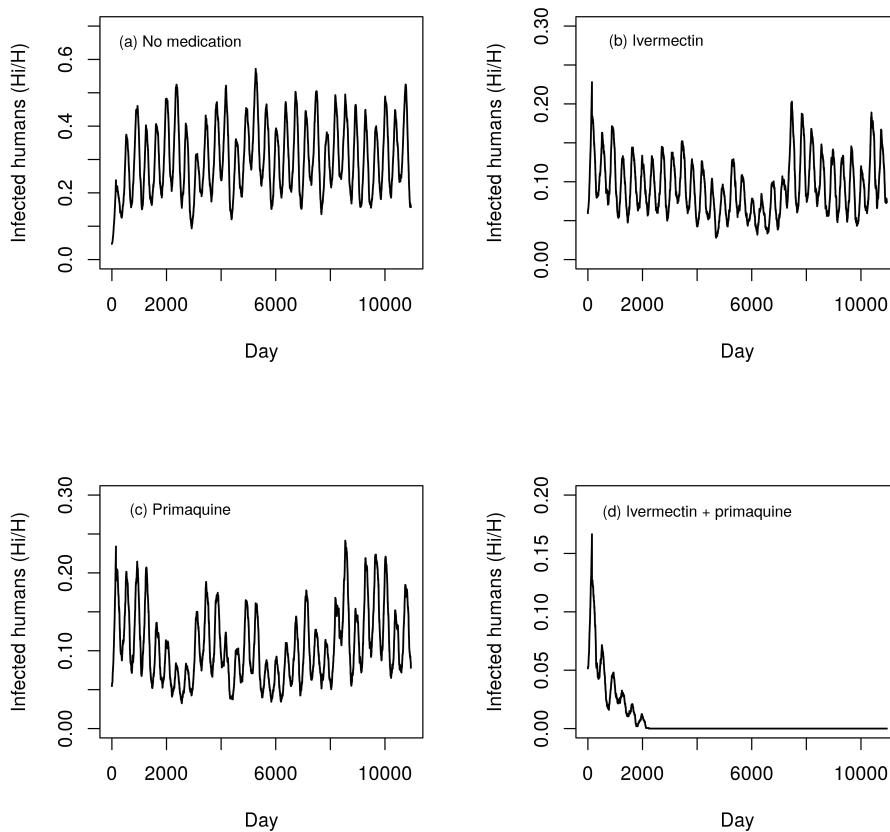 (a) No medication
Infected humans (Hi/H)
0.0 0.2 0.4 0.6
0 2000 6000 10000
Day
(b) Ivermectin
Infected humans (Hi/H)
0.00 0.10 0.20 0.30
0 2000 6000 10000
Day
(c) Primaquine
Infected humans (Hi/H)
0.00 0.10 0.20 0.30
0 2000 6000 10000
Day
(d) Ivermectin + primaquine
Infected humans (Hi/H)
0.00 0.05 0.10 0.15 0.20
0 2000 6000 10000
Day